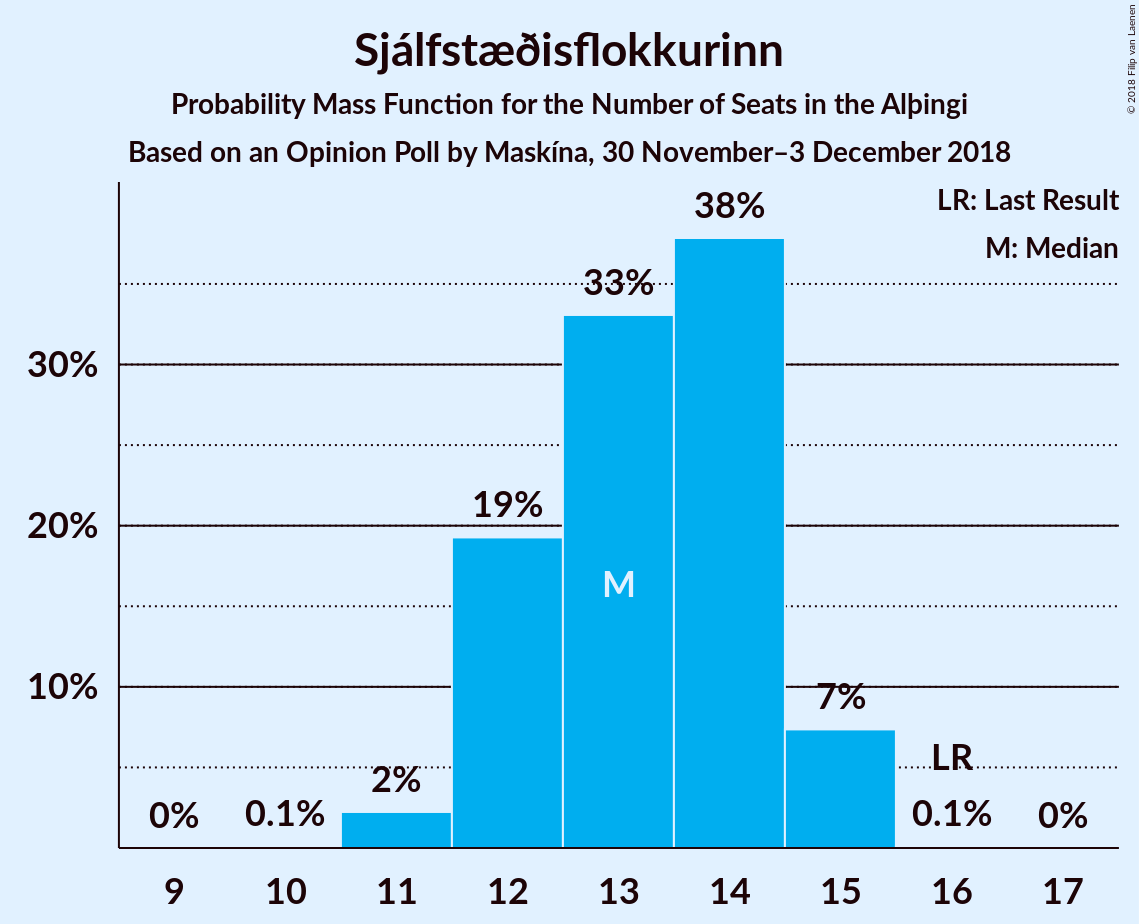 Sjálfstæðisflokkurinn
Probability Mass Function for the Number of Seats in the Alþingi
Based on an Opinion Poll by Maskína, 30 November–3 December 2018
© 2018 Filip van Laenen
LR: Last Result
M: Median
38%
33%
30%
19%
20%
M
10%
7%
LR
2%
0%
0.1%
0.1%
0%
9 10 11 12 13 14 15 16 17